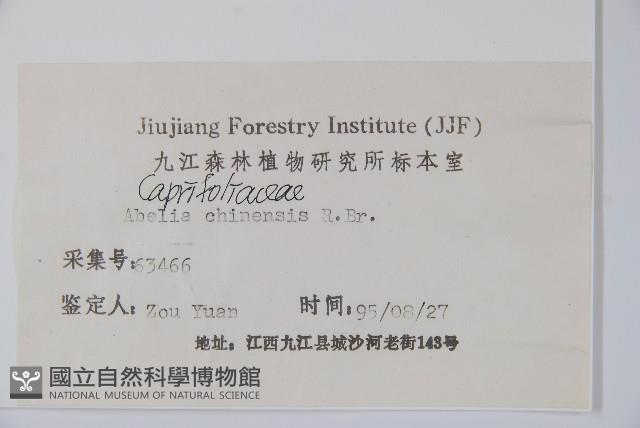 Jiujiang Forestry Institute (JJF)
九江森林植物研究所标本室
Caprifoliaceae
Abelia chinensis R.Br.
采集号:63466
鉴定人: Zou Yuan 时间:95/08/27
地址: 江西九江县城沙河老街143号
國立自然科學博物館
NATIONAL MUSEUM OF NATURAL SCIENCE